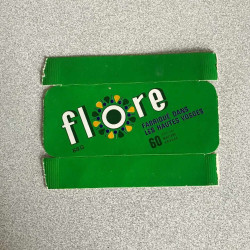 flore
FABRIQUÉ DANS
LES HAUTES VOSGES
60